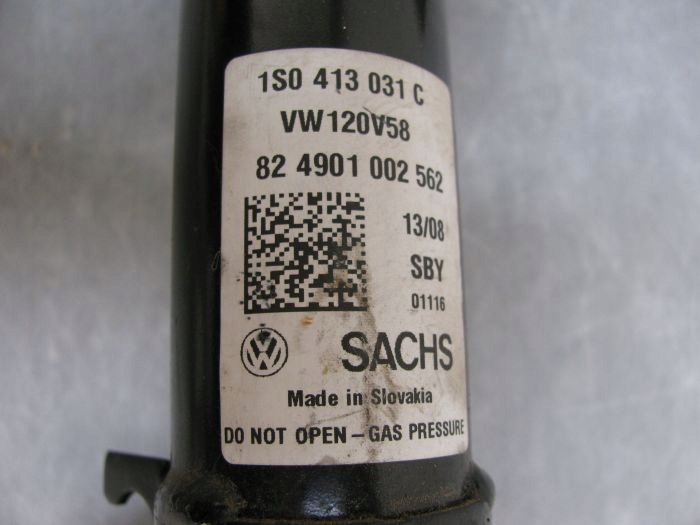 1S0 413 031 C
VW120V58
82 4901 002 562
13/08
SBY
01116
SACHS
Made in Slovakia
DO NOT OPEN – GAS PRESSURE